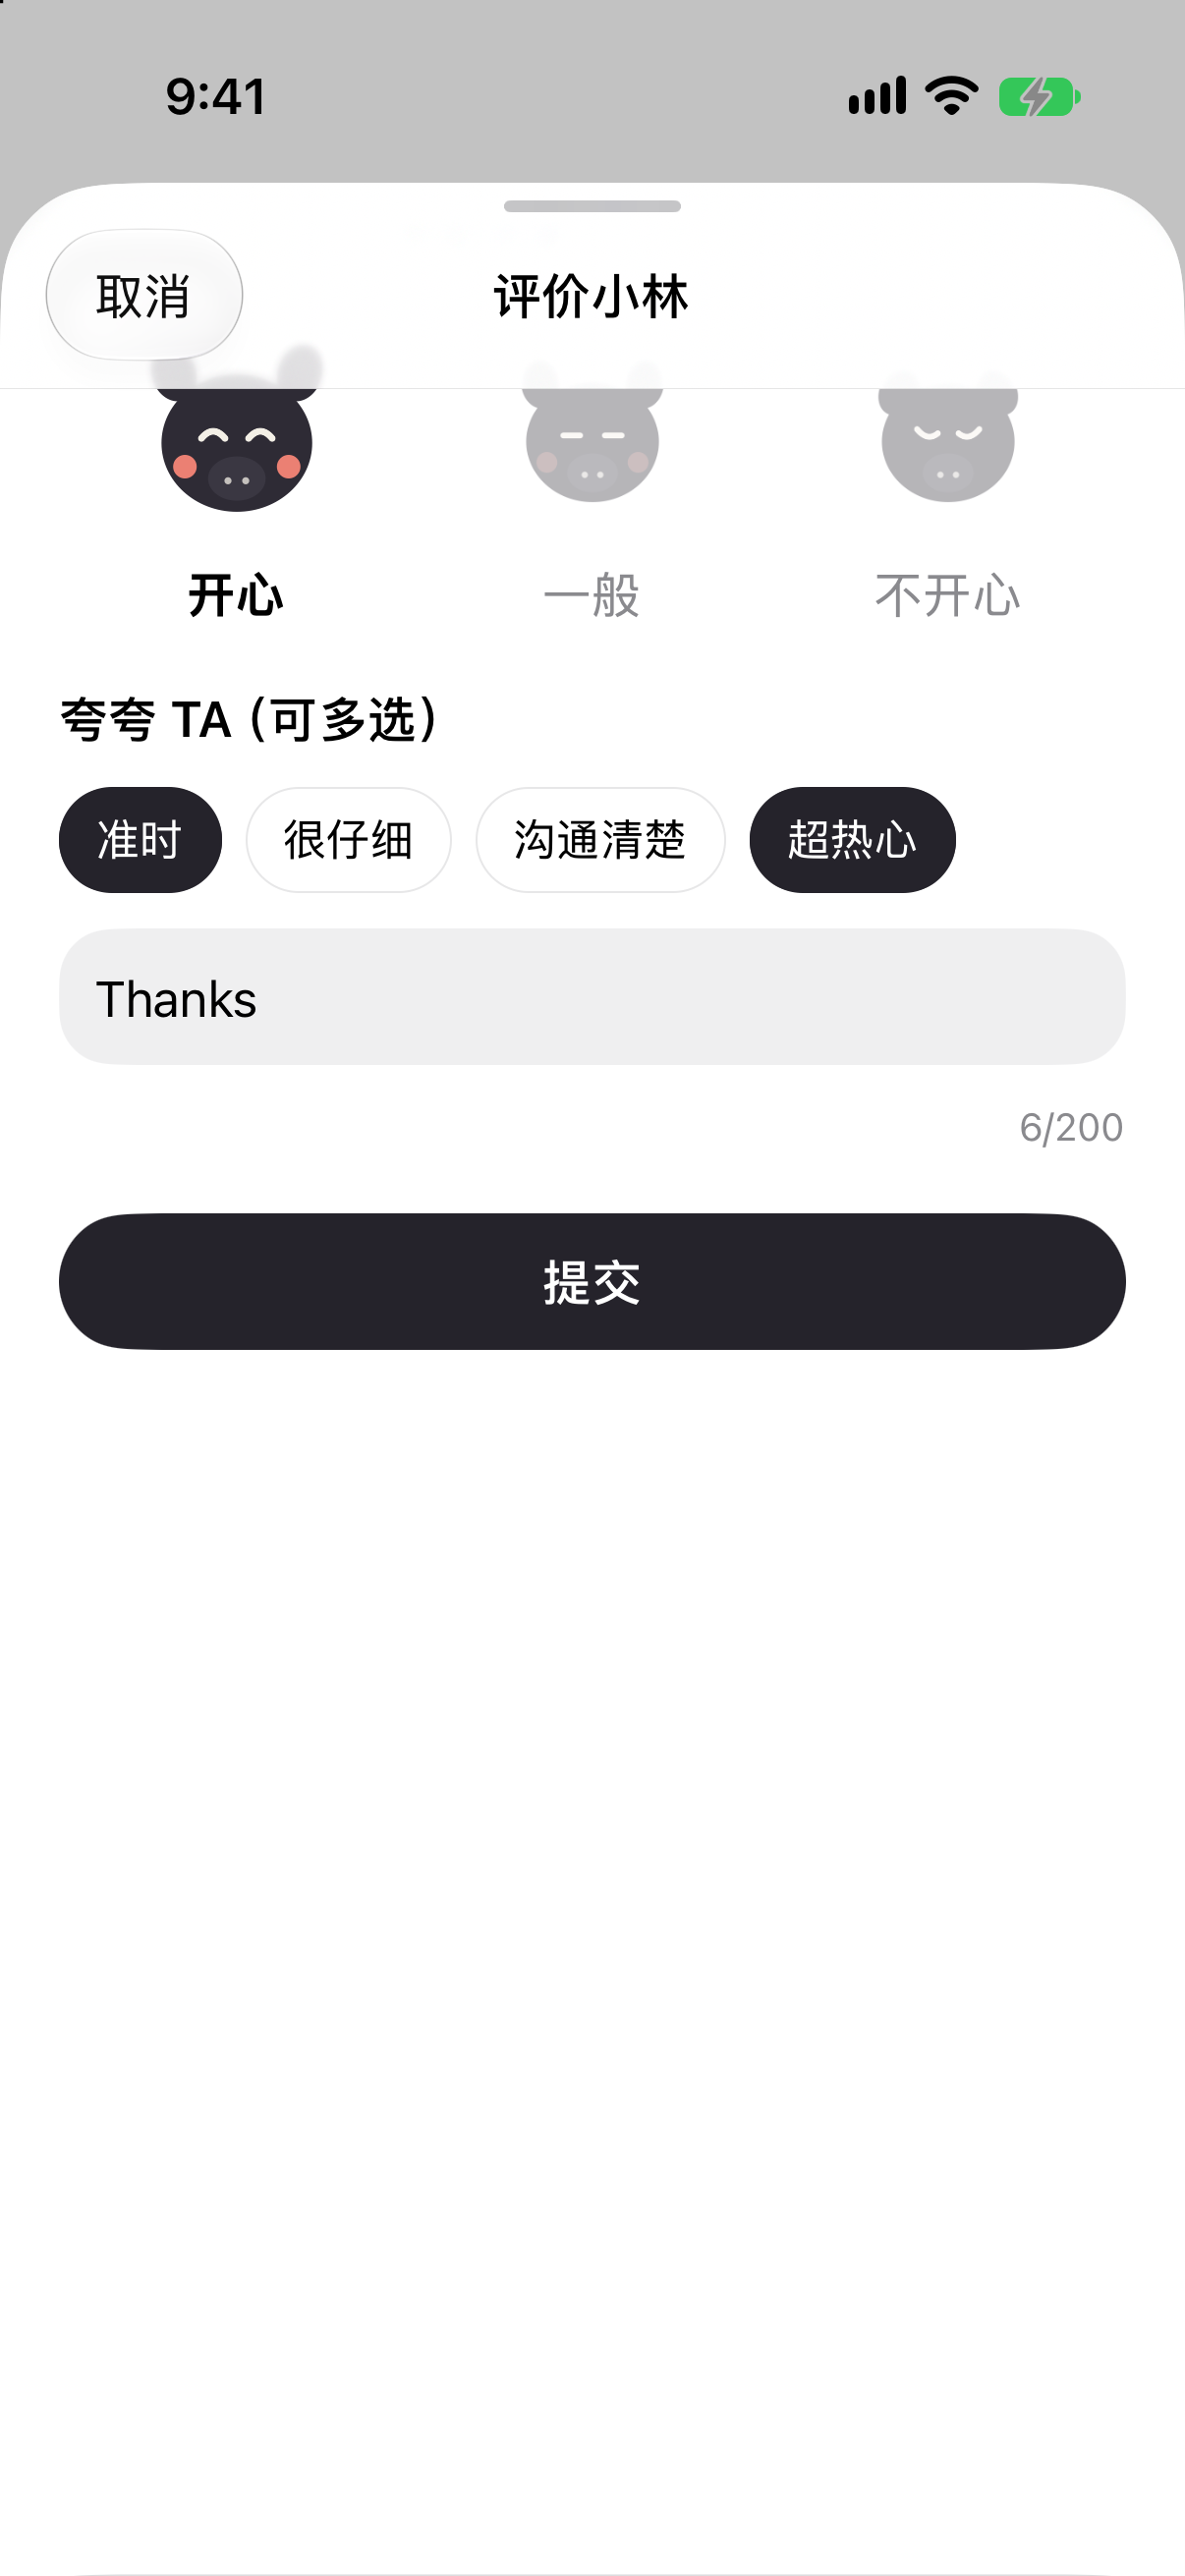 9:41
取消
评价小林
开心
一般
不开心
夸夸 TA（可多选）
准时
很仔细
沟通清楚
超热心
Thanks
6/200
提交